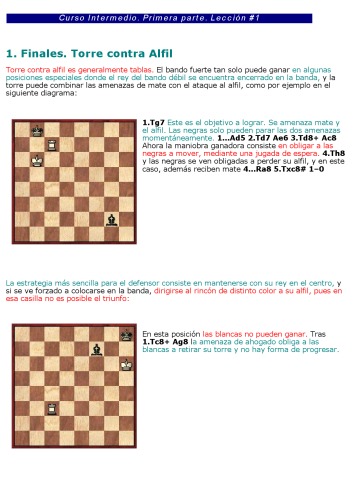 Curso Intermedio. Primera parte. Lección #1
1. Finales. Torre contra Alfil
Torre contra alfil es generalmente tablas. El bando fuerte tan solo puede ganar en algunas
posiciones especiales donde el rey del bando débil se encuentra encerrado en la banda, y la
torre puede combinar las amenazas de mate con el ataque al alfil, como por ejemplo en el
siguiente diagrama:
1.Tg7 Este es el objetivo a lograr. Se amenaza mate y
el alfil. Las negras solo pueden parar las dos amenazas
momentáneamente. 1...Ad5 2.Td7 Ae6 3.Td8+ Ac8
Ahora la maniobra ganadora consiste en obligar a las
negras a mover, mediante una jugada de espera. 4.Th8
y las negras se ven obligadas a perder su alfil, y en este
caso, además reciben mate 4...Ra8 5.Txc8# 1-0
La estrategia más sencilla para el defensor consiste en mantenerse con su rey en el centro, y
si se ve forzado a colocarse en la banda, dirigirse al rincón de distinto color a su alfil, pues en
esa casilla no es posible el triunfo:
En esta posición las blancas no pueden ganar. Tras
1.Tc8+ Ag8 la amenaza de ahogado obliga a las
blancas a retirar su torre y no hay forma de progresar.